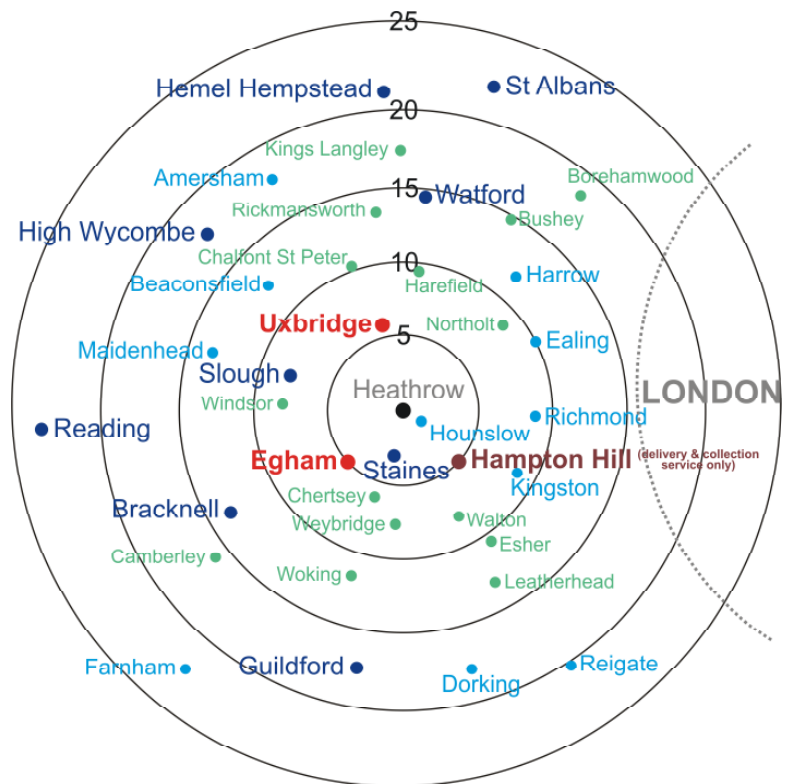 25
Hemel Hempstead
St Albans
20
Kings Langley
Amersham
Borehamwood
15
Watford
Rickmansworth
Bushey
High Wycombe
Chalfont St Peter
10
Beaconsfield
Harefield
Harrow
Uxbridge
Northolt
5
Ealing
Maidenhead
Slough
Heathrow
LONDON
Windsor
Richmond
Reading
Hounslow
Egham
Staines
Hampton Hill (delivery & collection
service only)
Kingston
Chertsey
Bracknell
Weybridge
Walton
Esher
Camberley
Woking
Leatherhead
Farnham
Guildford
Dorking
Reigate